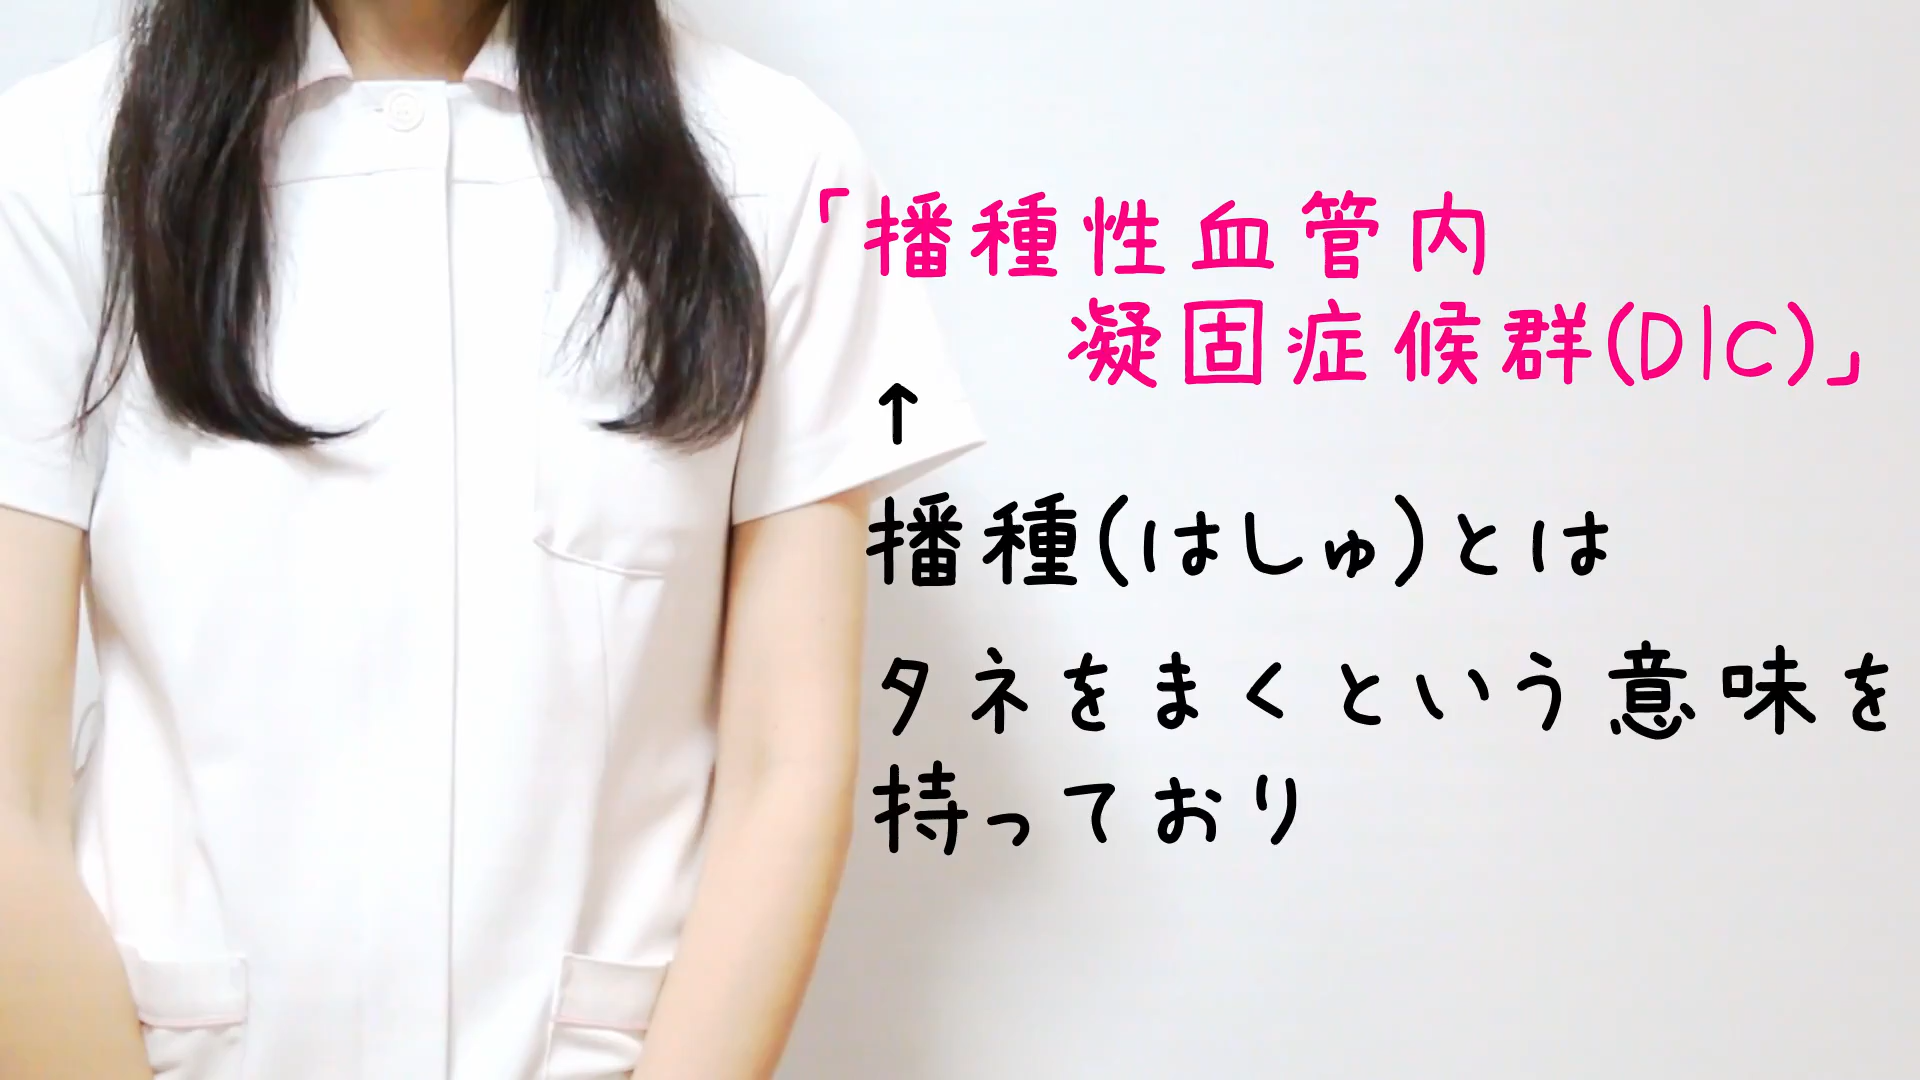 「播種性血管内
凝固症候群(DIC)」
↑
播種(はしゅ)とは
タネをまくという意味を
持っており